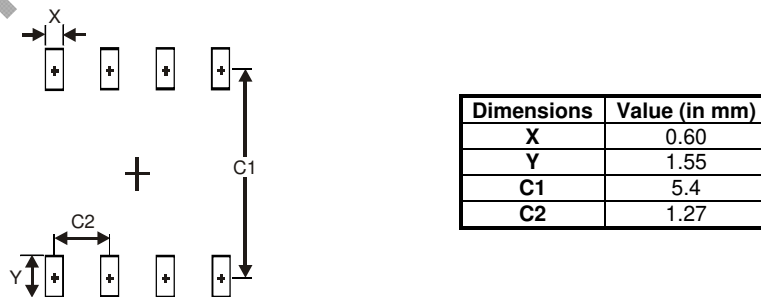 X
C1
C2
Y
Dimensions Value (in mm)
X 0.60
Y 1.55
C1 5.4
C2 1.27